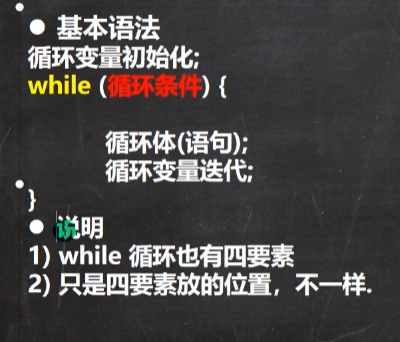 ● 基本语法
循环变量初始化;
while (循环条件) {
循环体(语句);
循环变量迭代;
}
● 说明
1) while 循环也有四要素
2) 只是四要素放的位置，不一样.